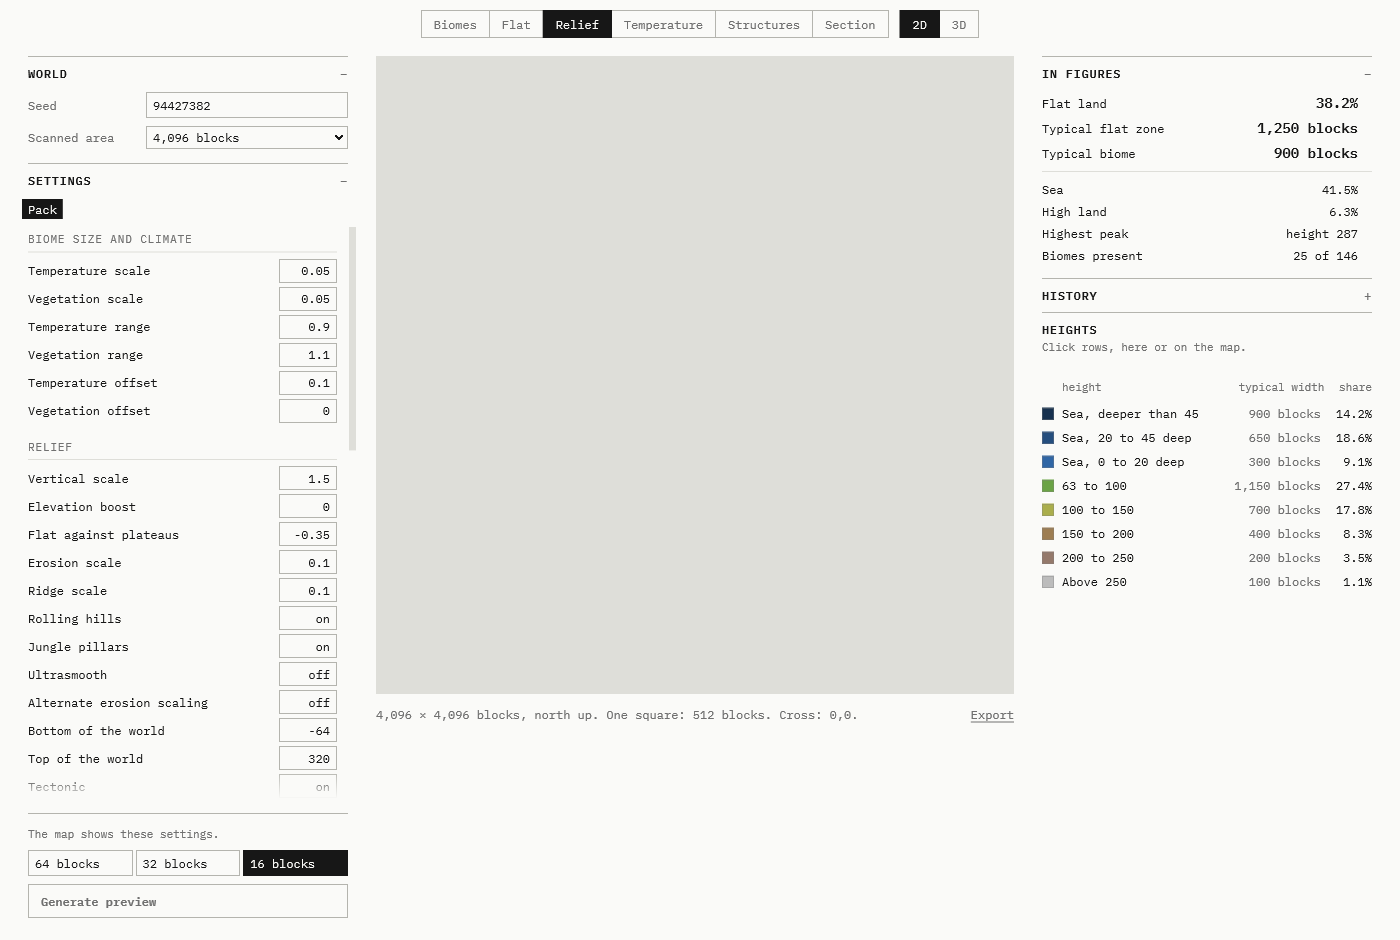 Biomes Flat Relief Temperature Structures Section 2D 3D
WORLD −
Seed 94427382
Scanned area 4,096 blocks
SETTINGS −
Pack
BIOME SIZE AND CLIMATE
Temperature scale 0.05
Vegetation scale 0.05
Temperature range 0.9
Vegetation range 1.1
Temperature offset 0.1
Vegetation offset 0
RELIEF
Vertical scale 1.5
Elevation boost 0
Flat against plateaus -0.35
Erosion scale 0.1
Ridge scale 0.1
Rolling hills on
Jungle pillars on
Ultrasmooth off
Alternate erosion scaling off
Bottom of the world -64
Top of the world 320
Tectonic on
The map shows these settings.
64 blocks 32 blocks 16 blocks
Generate preview
4,096 × 4,096 blocks, north up. One square: 512 blocks. Cross: 0,0. Export
IN FIGURES −
Flat land 38.2%
Typical flat zone 1,250 blocks
Typical biome 900 blocks
Sea 41.5%
High land 6.3%
Highest peak height 287
Biomes present 25 of 146
HISTORY +
HEIGHTS
Click rows, here or on the map.
height typical width share
Sea, deeper than 45 900 blocks 14.2%
Sea, 20 to 45 deep 650 blocks 18.6%
Sea, 0 to 20 deep 300 blocks 9.1%
63 to 100 1,150 blocks 27.4%
100 to 150 700 blocks 17.8%
150 to 200 400 blocks 8.3%
200 to 250 200 blocks 3.5%
Above 250 100 blocks 1.1%